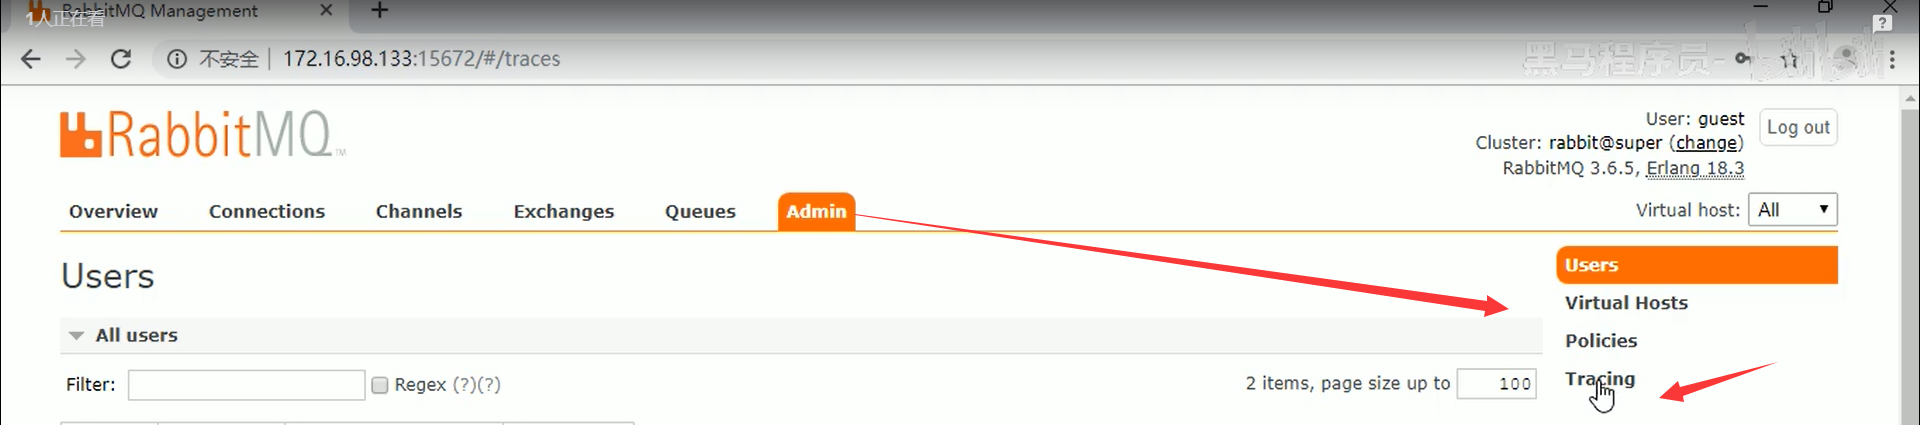 RabbitMQ Management
1人正在看
不安全 172.16.98.133:15672/#/traces
黑马程序员-
RabbitMQ TM
User: guest
Log out
Cluster: rabbit@super (change)
RabbitMQ 3.6.5, Erlang 18.3
Overview Connections Channels Exchanges Queues Admin
Virtual host: All
Users
Users
Virtual Hosts
All users
Policies
Filter: Regex (?)(?)
2 items, page size up to 100
Tracing